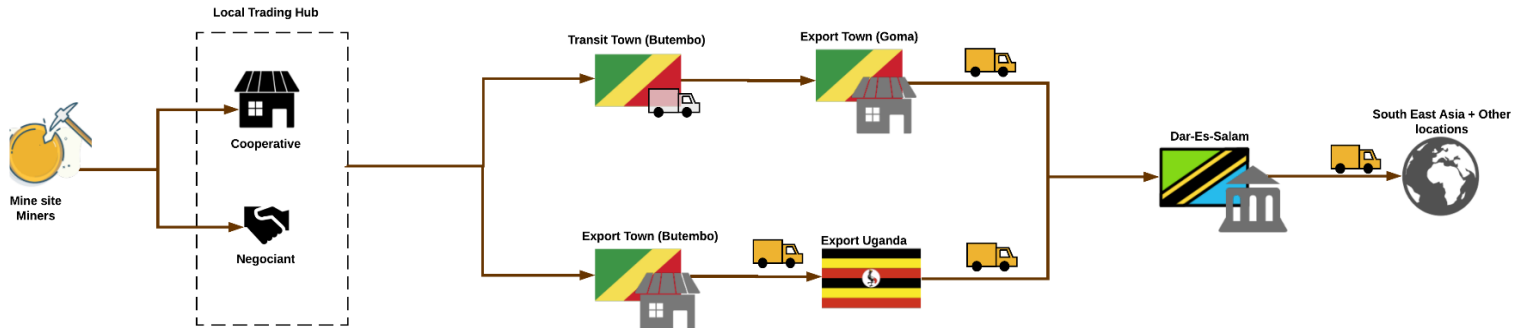 Local Trading Hub
Mine site
Miners
Cooperative
Negociant
Transit Town (Butembo)
Export Town (Goma)
Export Town (Butembo)
Export Uganda
Dar-Es-Salam
South East Asia + Other
locations